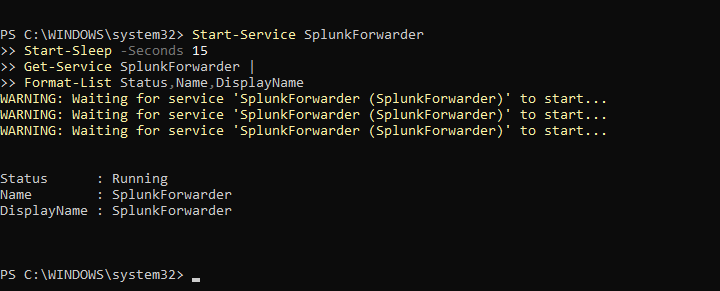 PS C:\WINDOWS\system32> Start-Service SplunkForwarder
>> Start-Sleep -Seconds 15
>> Get-Service SplunkForwarder |
>> Format-List Status,Name,DisplayName
WARNING: Waiting for service 'SplunkForwarder (SplunkForwarder)' to start...
WARNING: Waiting for service 'SplunkForwarder (SplunkForwarder)' to start...
WARNING: Waiting for service 'SplunkForwarder (SplunkForwarder)' to start...
Status      : Running
Name        : SplunkForwarder
DisplayName : SplunkForwarder
PS C:\WINDOWS\system32>